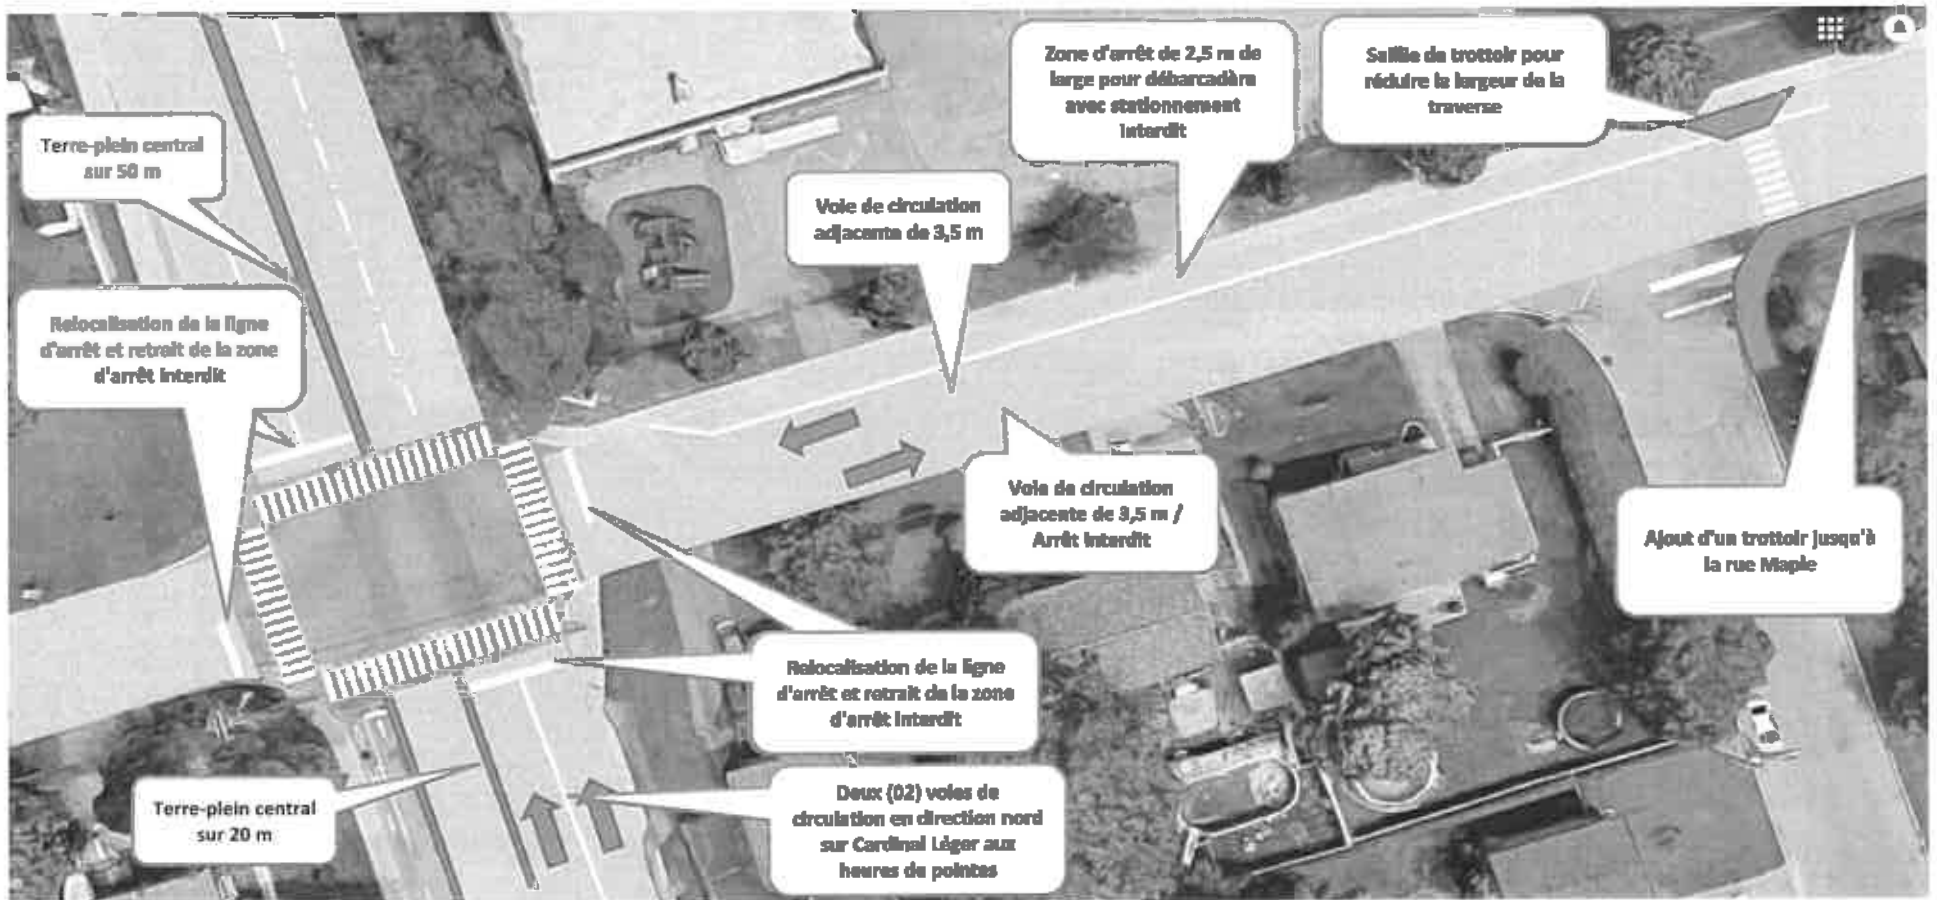 Terre-plein central
sur 50 m
Relocalisation de la ligne
d'arrêt et retrait de la zone
d'arrêt interdit
Voie de circulation
adjacente de 3,5 m
Zone d'arrêt de 2,5 m de
large pour débarcadère
avec stationnement
interdit
Saillie de trottoir pour
réduire la largeur de la
traverse
Voie de circulation
adjacente de 3,5 m /
Arrêt interdit
Ajout d'un trottoir jusqu'à
la rue Maple
Relocalisation de la ligne
d'arrêt et retrait de la zone
d'arrêt interdit
Terre-plein central
sur 20 m
Deux (02) voies de
circulation en direction nord
sur Cardinal Léger aux
heures de pointes